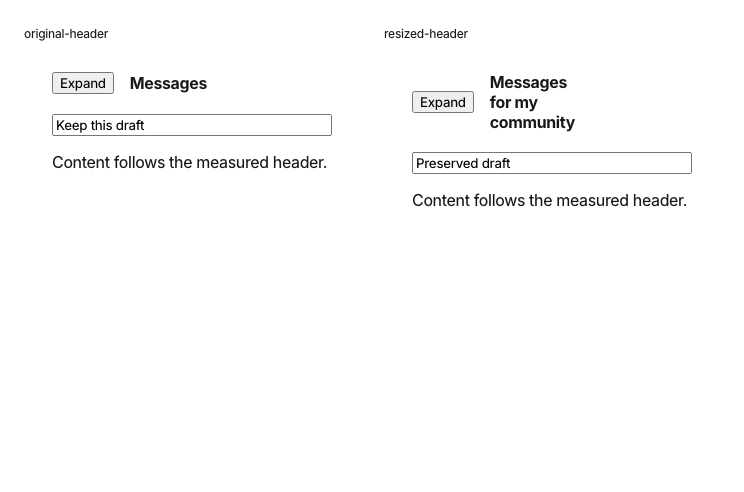 original-header
Expand
Messages
Keep this draft
Content follows the measured header.
resized-header
Expand
Messages
for my
community
Preserved draft
Content follows the measured header.